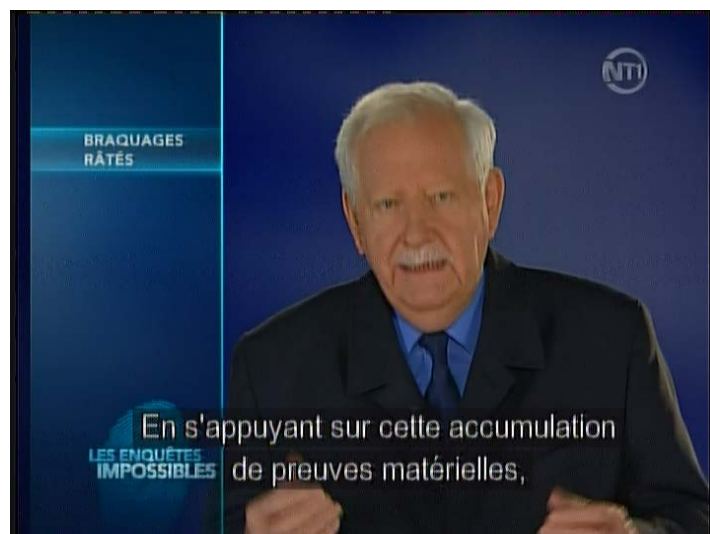 NT1
BRAQUAGES
RÂTÉS
En s'appuyant sur cette accumulation
de preuves matérielles,
LES ENQUÊTES
IMPOSSIBLES